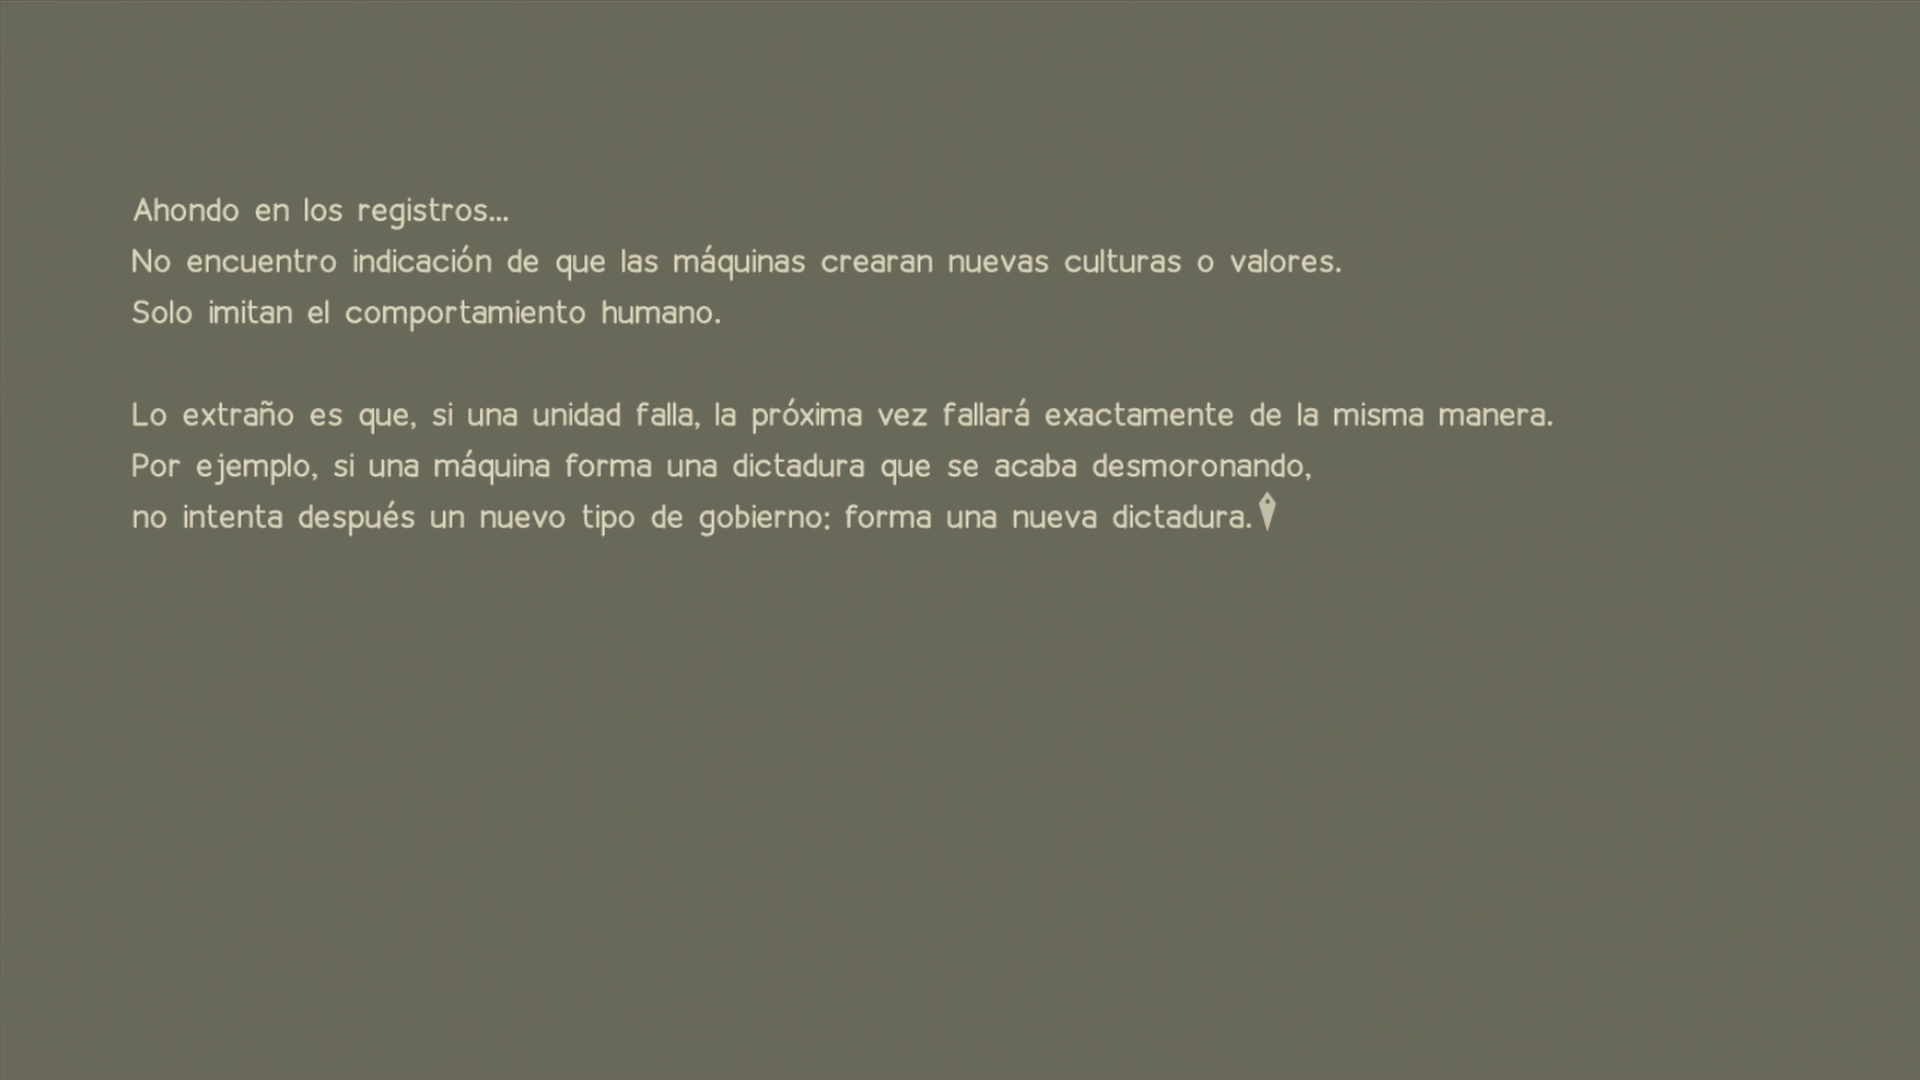 Ahondo en los registros...
No encuentro indicación de que las máquinas crearan nuevas culturas o valores.
Solo imitan el comportamiento humano.
Lo extraño es que, si una unidad falla, la próxima vez fallará exactamente de la misma manera.
Por ejemplo, si una máquina forma una dictadura que se acaba desmoronando,
no intenta después un nuevo tipo de gobierno: forma una nueva dictadura.